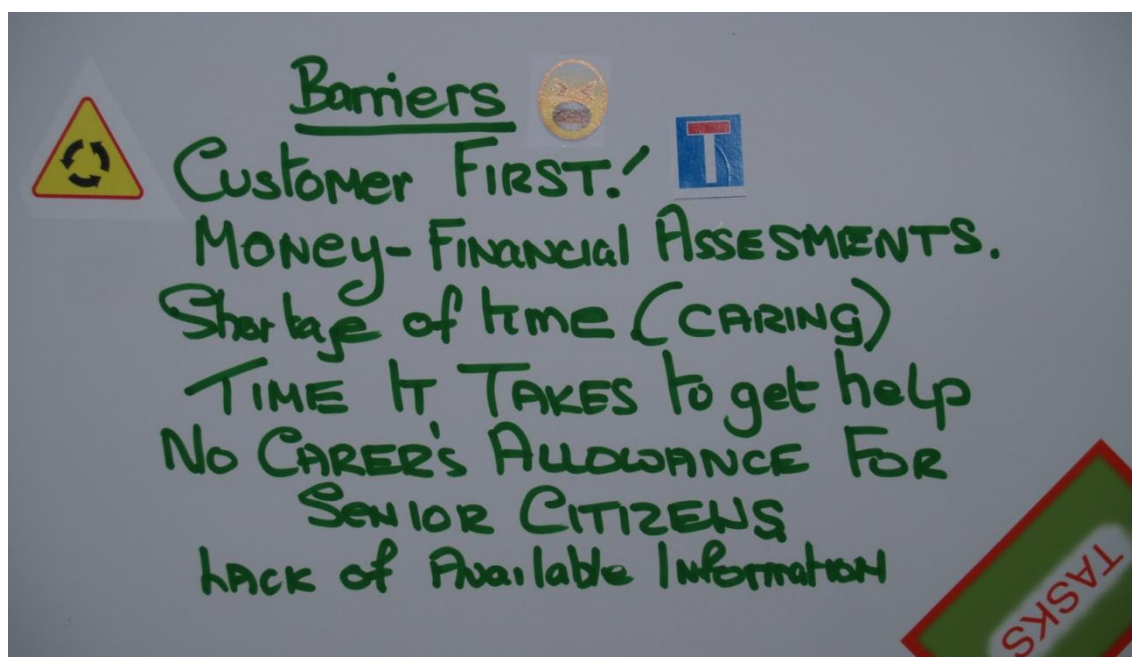 Barriers
Customer First!
Money - Financial Assesments.
Shortage of time (caring)
Time it Takes to get help
No Carer's Allowance For
Senior Citizens
Lack of Available Information
TASKS